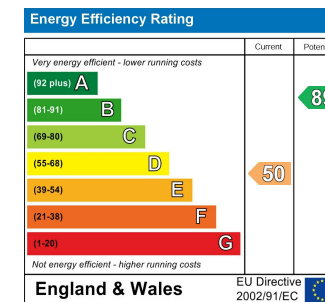 Energy Efficiency Rating
Current
Very energy efficient - lower running costs
(92 plus) A
(81-91) B
(69-80) C
(55-68) D
(39-54) E
(21-38) F
(1-20) G
50
Not energy efficient - higher running costs
England & Wales
EU Directive
2002/91/EC